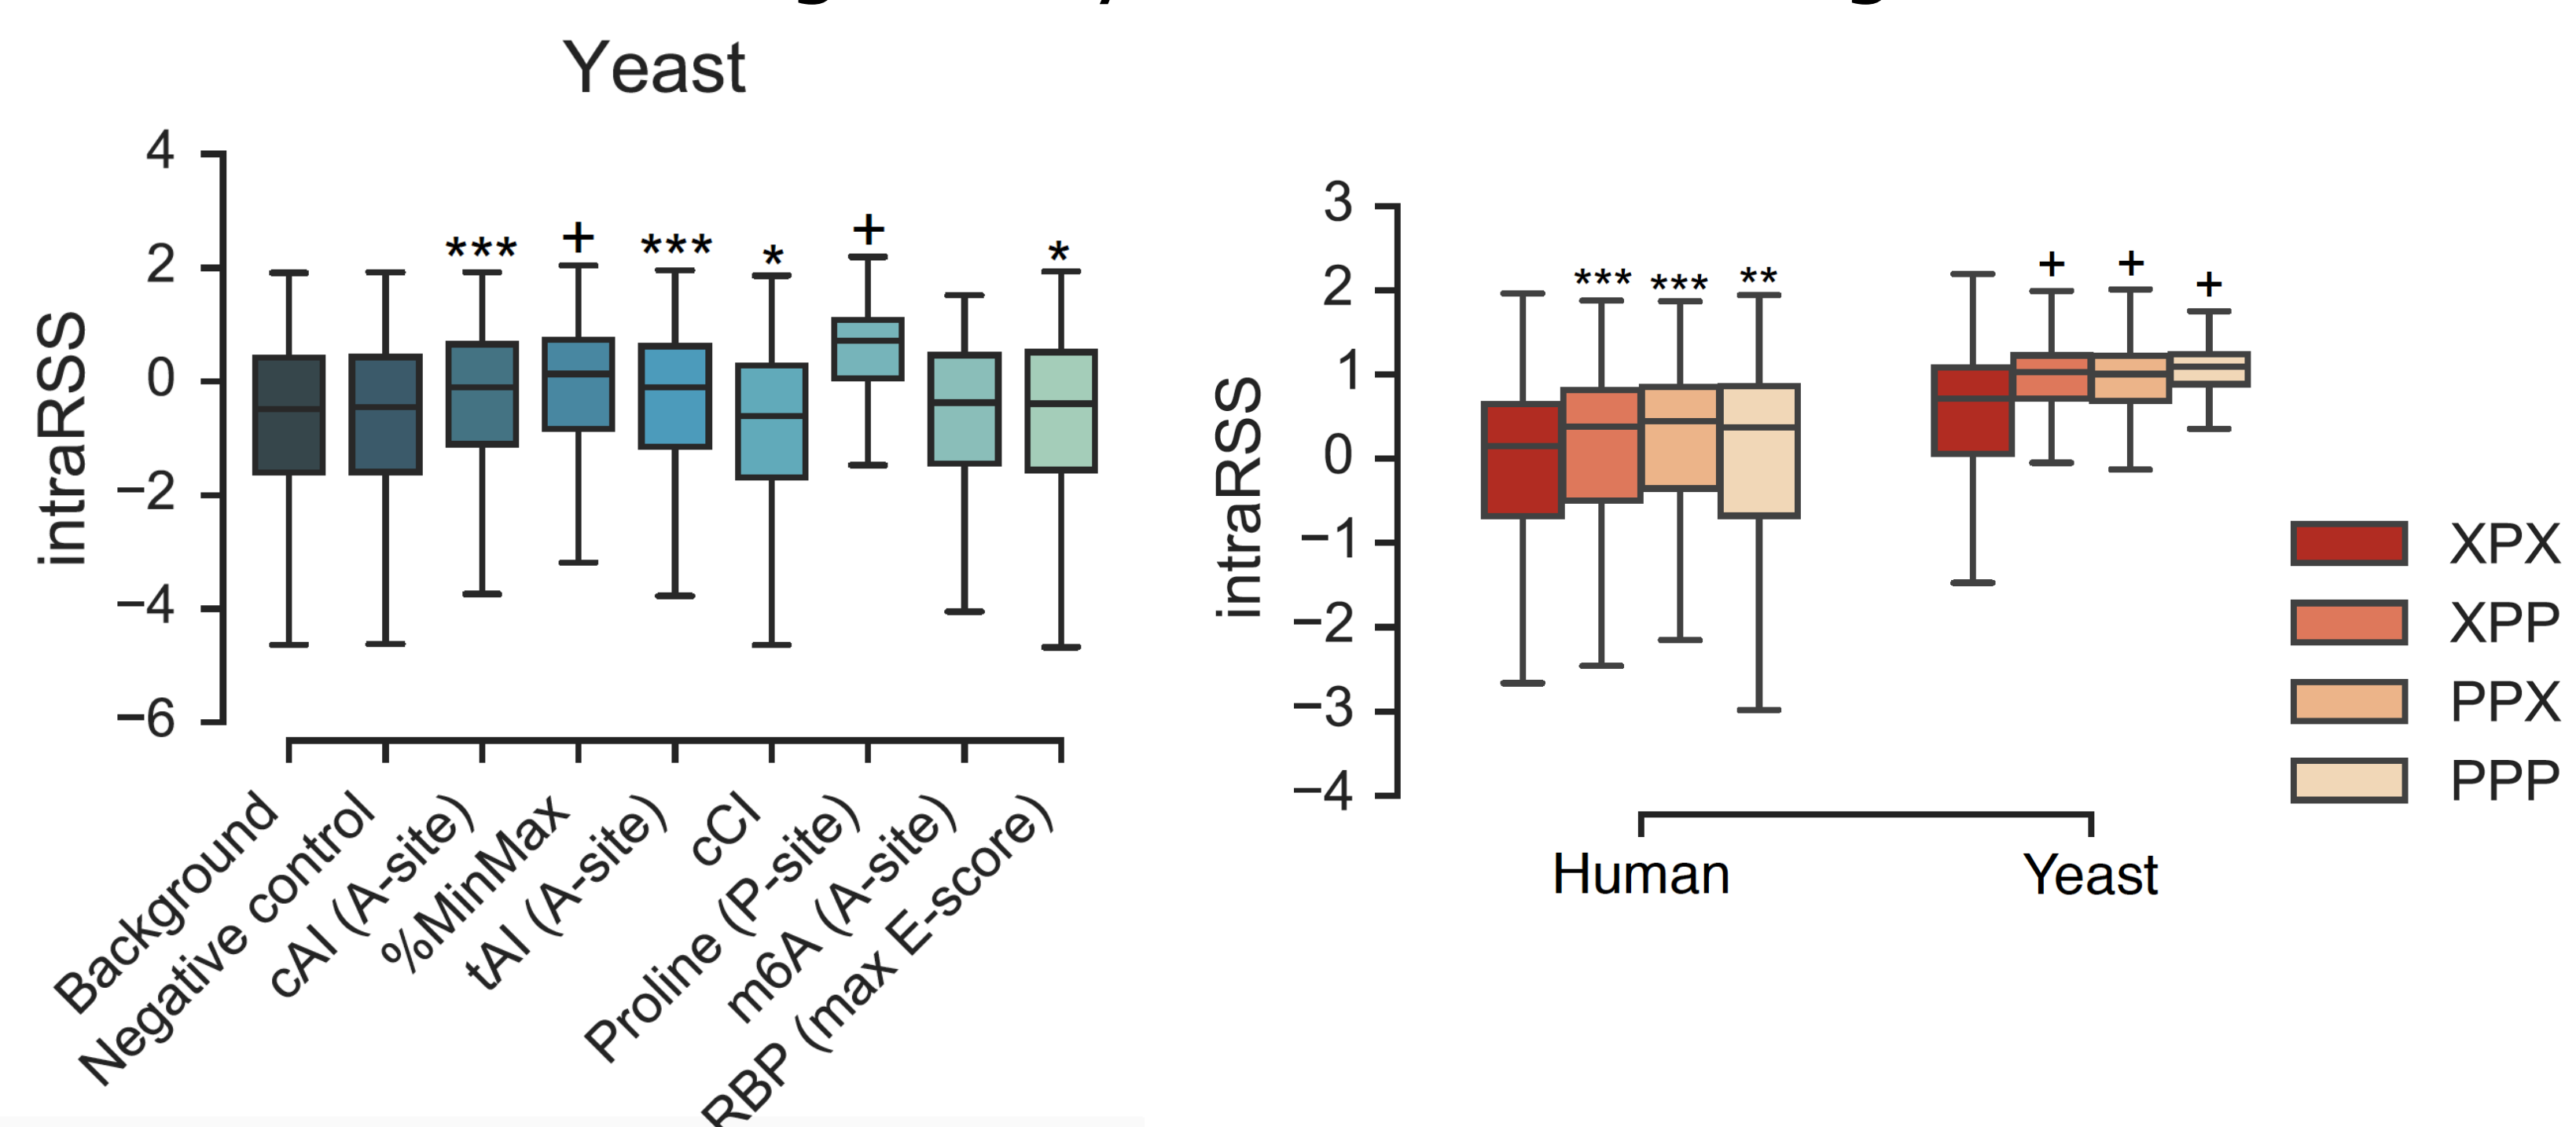 Yeast
intraRSS
4
2
0
−2
−4
−6
***
+
***
*
+
*
Background
Negative control
cAI (A-site)
%MinMax
tAI (A-site)
cCI
Proline (P-site)
m6A (A-site)
RBP (max E-score)
intraRSS
3
2
1
0
−1
−2
−3
−4
***
***
**
+
+
+
Human
Yeast
XPX
XPP
PPX
PPP